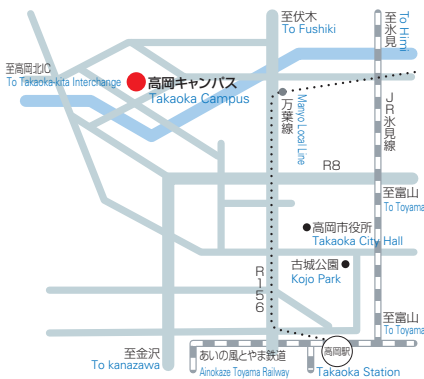 至伏木
To Fushiki
至氷見
To Himi
至高岡北IC
To Takaoka-kita Interchange
高岡キャンパス
Takaoka Campus
万葉線
Manyo Local Line
JR氷見線
R8
至富山
To Toyama
高岡市役所
Takaoka City Hall
古城公園
Kojo Park
R156
至富山
To Toyama
至金沢
To kanazawa
あいの風とやま鉄道
Ainokaze Toyama Railway
高岡駅
Takaoka Station